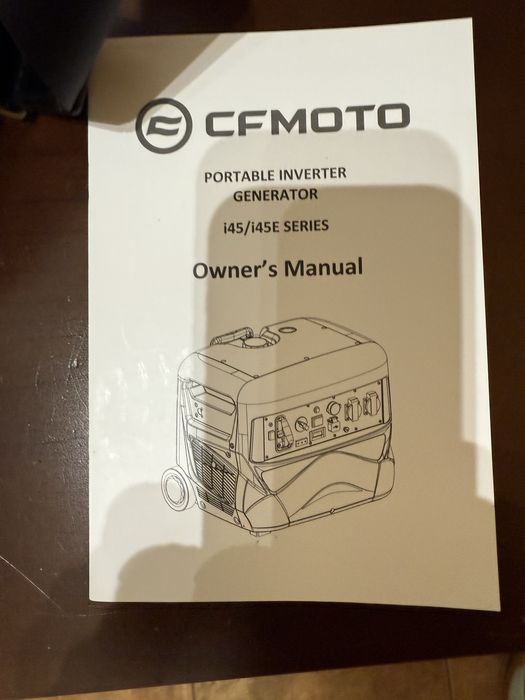 CFMOTO
PORTABLE INVERTER
GENERATOR
i45/i45E SERIES
Owner's Manual